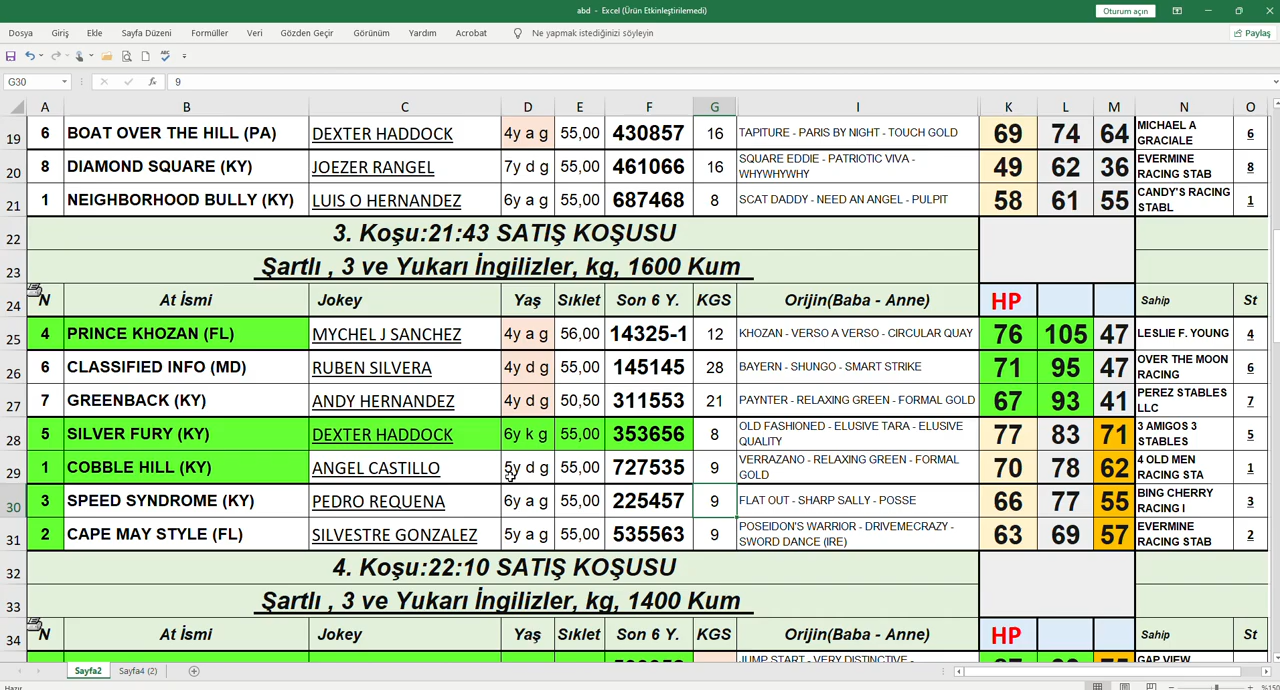 abd - Excel (Ürün Etkinleştirilemedi)
Oturum açın
Dosya Giriş Ekle Sayfa Düzeni Formüller Veri Gözden Geçir Görünüm Yardım Acrobat Ne yapmak istediğinizi söyleyin
Paylaş
G30 fx 9
A B C D E F G I K L M N O
19 6 BOAT OVER THE HILL (PA) DEXTER HADDOCK 4y a g 55,00 430857 16 TAPITURE - PARIS BY NIGHT - TOUCH GOLD 69 74 64 MICHAEL A GRACIALE 6
20 8 DIAMOND SQUARE (KY) JOEZER RANGEL 7y d g 55,00 461066 16 SQUARE EDDIE - PATRIOTIC VIVA - WHYWHYWHY 49 62 36 EVERMINE RACING STAB 8
21 1 NEIGHBORHOOD BULLY (KY) LUIS O HERNANDEZ 6y a g 55,00 687468 8 SCAT DADDY - NEED AN ANGEL - PULPIT 58 61 55 CANDY'S RACING STABL 1
22 3. Koşu:21:43 SATIŞ KOŞUSU
23 Şartlı , 3 ve Yukarı İngilizler, kg, 1600 Kum
24 N At İsmi Jokey Yaş Sıklet Son 6 Y. KGS Orijin(Baba - Anne) HP Sahip St
25 4 PRINCE KHOZAN (FL) MYCHEL J SANCHEZ 4y a g 56,00 14325-1 12 KHOZAN - VERSO A VERSO - CIRCULAR QUAY 76 105 47 LESLIE F. YOUNG 4
26 6 CLASSIFIED INFO (MD) RUBEN SILVERA 4y d g 55,00 145145 28 BAYERN - SHUNGO - SMART STRIKE 71 95 47 OVER THE MOON RACING 6
27 7 GREENBACK (KY) ANDY HERNANDEZ 4y d g 50,50 311553 21 PAYNTER - RELAXING GREEN - FORMAL GOLD 67 93 41 PEREZ STABLES LLC 7
28 5 SILVER FURY (KY) DEXTER HADDOCK 6y k g 55,00 353656 8 OLD FASHIONED - ELUSIVE TARA - ELUSIVE QUALITY 77 83 71 3 AMIGOS 3 STABLES 5
29 1 COBBLE HILL (KY) ANGEL CASTILLO 5y d g 55,00 727535 9 VERRAZANO - RELAXING GREEN - FORMAL GOLD 70 78 62 4 OLD MEN RACING STA 1
30 3 SPEED SYNDROME (KY) PEDRO REQUENA 6y a g 55,00 225457 9 FLAT OUT - SHARP SALLY - POSSE 66 77 55 BING CHERRY RACING I 3
31 2 CAPE MAY STYLE (FL) SILVESTRE GONZALEZ 5y a g 55,00 535563 9 POSEIDON'S WARRIOR - DRIVEMECRAZY - SWORD DANCE (IRE) 63 69 57 EVERMINE RACING STAB 2
32 4. Koşu:22:10 SATIŞ KOŞUSU
33 Şartlı , 3 ve Yukarı İngilizler, kg, 1400 Kum
34 N At İsmi Jokey Yaş Sıklet Son 6 Y. KGS Orijin(Baba - Anne) HP Sahip St
JUMP START - VERY DISTINCTIVE - GAP VIEW
Sayfa2 Sayfa4 (2)
Hazır %150